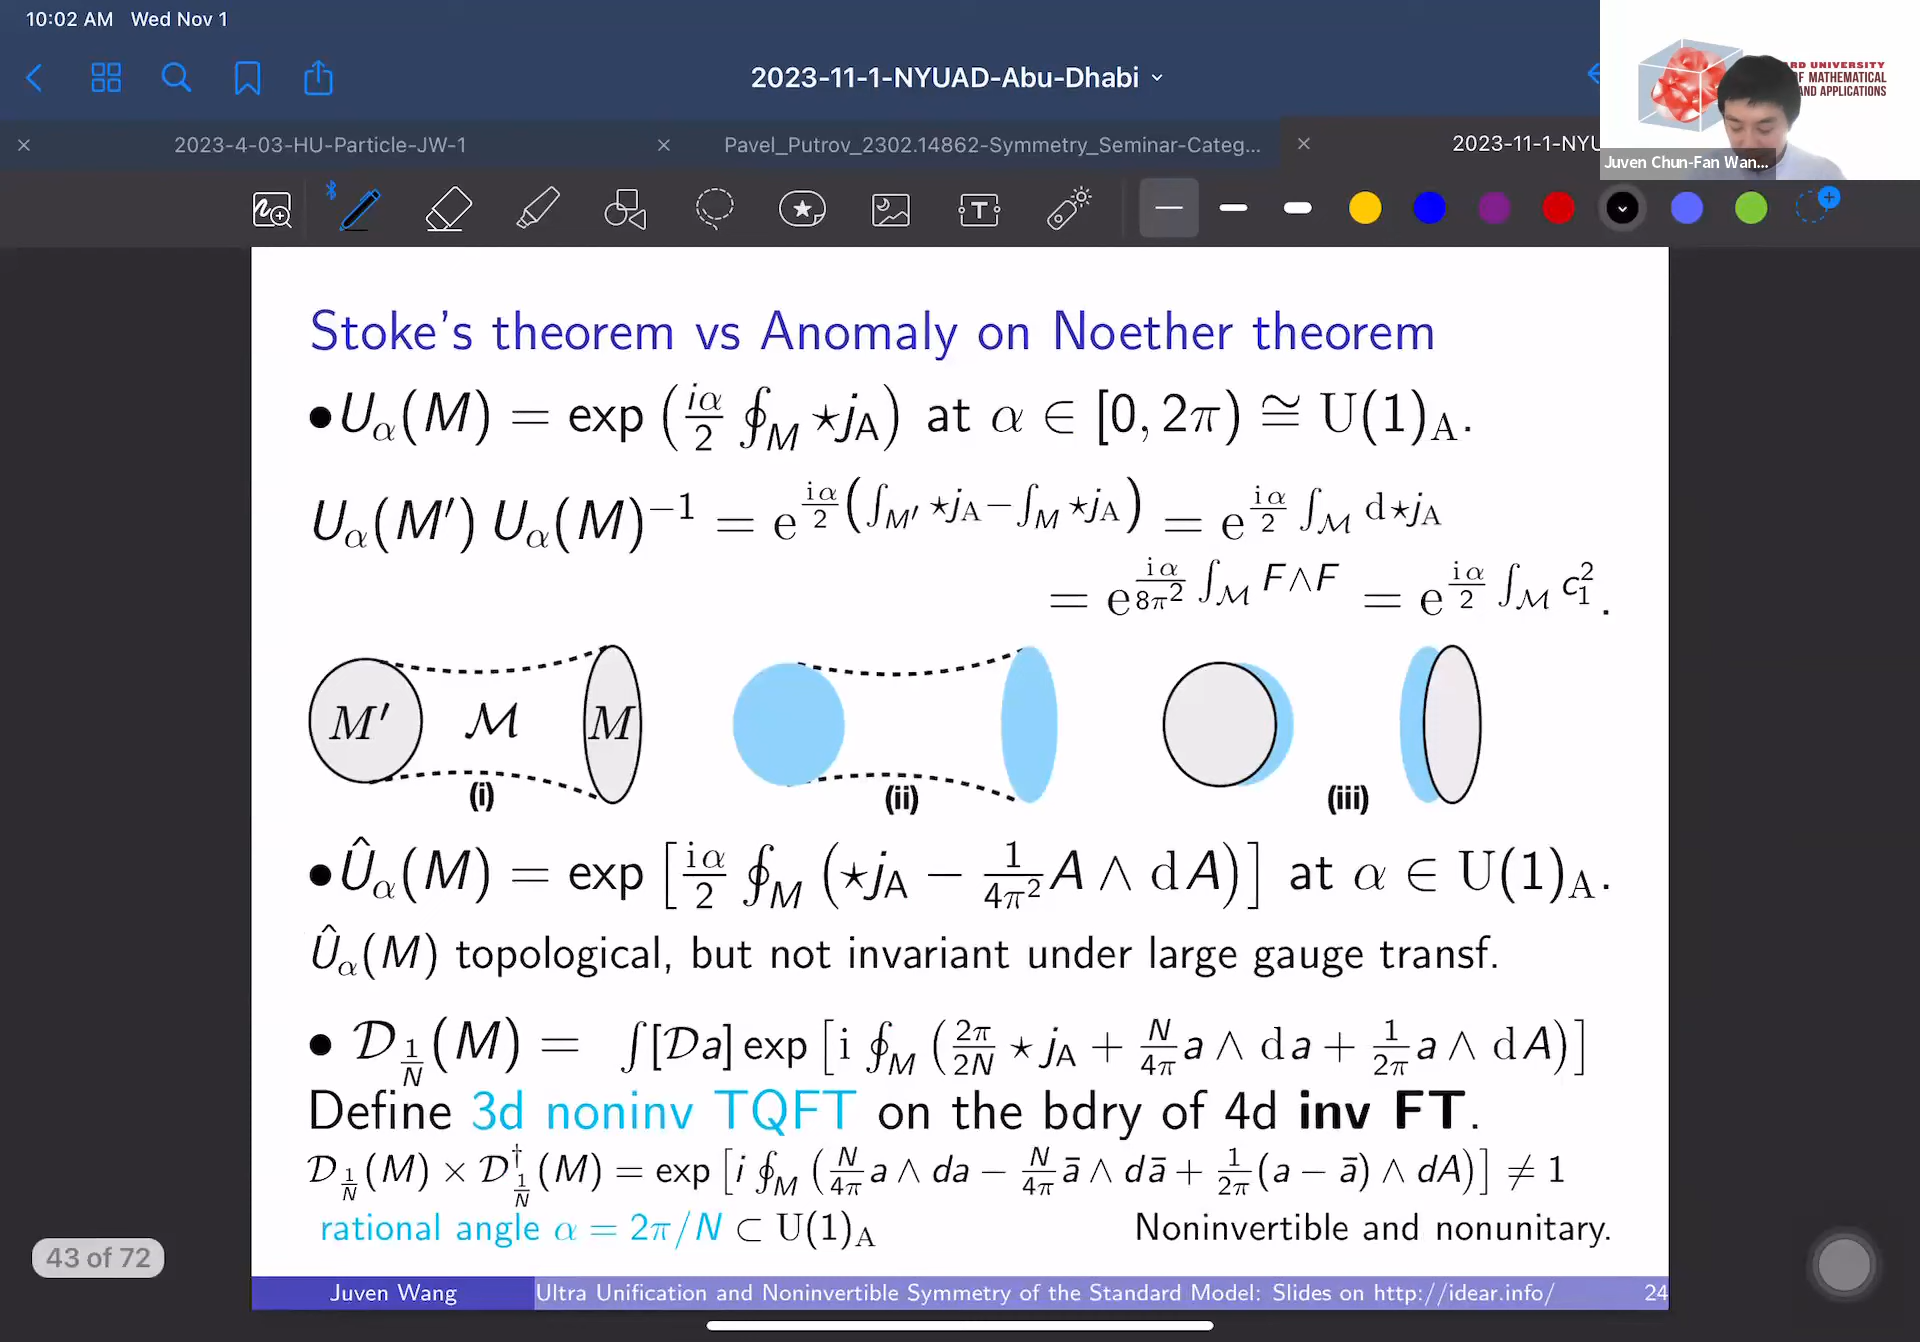 10:02 AM Wed Nov 1
2023-11-1-NYUAD-Abu-Dhabi
RD UNIVERSITY
OF MATHEMATICAL
AND APPLICATIONS
2023-4-03-HU-Particle-JW-1
Pavel_Putrov_2302.14862-Symmetry_Seminar-Categ...
2023-11-1-NYU
Juven Chun-Fan Wan...
T
Stoke's theorem vs Anomaly on Noether theorem
● U_α(M) = exp (iα/2 ∮_M ⋆j_A) at α ∈ [0, 2π) ≅ U(1)_A.
U_α(M′) U_α(M)⁻¹ = e^{iα/2 (∫_{M′} ⋆j_A − ∫_M ⋆j_A)} = e^{iα/2 ∫_ℳ d⋆j_A}
= e^{iα/8π² ∫_ℳ F∧F} = e^{iα/2 ∫_ℳ c₁²}.
M′ ℳ M
(i) (ii) (iii)
● Û_α(M) = exp [iα/2 ∮_M (⋆j_A − 1/4π² A ∧ dA)] at α ∈ U(1)_A.
Û_α(M) topological, but not invariant under large gauge transf.
● 𝒟_{1/N}(M) = ∫[𝒟a] exp [i ∮_M (2π/2N ⋆ j_A + N/4π a ∧ da + 1/2π a ∧ dA)]
Define 3d noninv TQFT on the bdry of 4d inv FT.
𝒟_{1/N}(M) × 𝒟†_{1/N}(M) = exp [i ∮_M (N/4π a ∧ da − N/4π ā ∧ dā + 1/2π (a − ā) ∧ dA)] ≠ 1
rational angle α = 2π/N ⊂ U(1)_A Noninvertible and nonunitary.
43 of 72
Juven Wang Ultra Unification and Noninvertible Symmetry of the Standard Model: Slides on http://idear.info/ 24